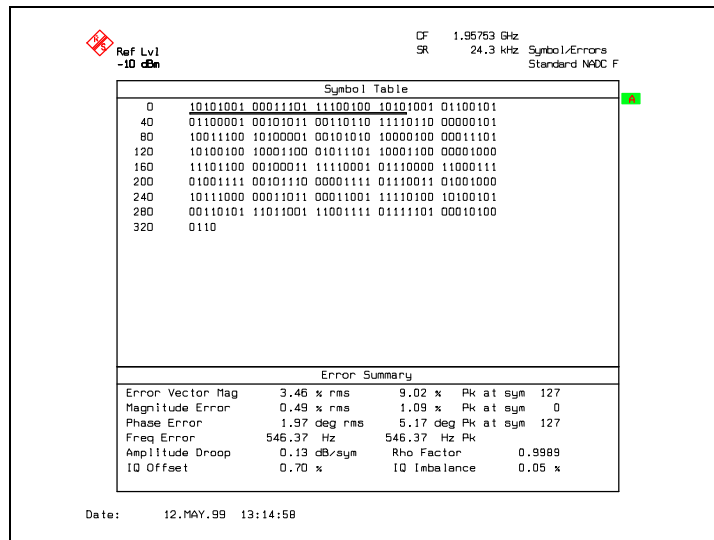 CF 1.95753 GHz
Ref Lvl SR 24.3 kHz Symbol/Errors
-10 dBm Standard NADC F
Symbol Table
A
0 10101001 00011101 11100100 10101001 01100101
40 01100001 00101011 00110110 11110110 00000101
80 10011100 10100001 00101010 10000100 00011101
120 10100100 10001100 01011101 10001100 00001000
160 11101100 00100011 11110001 01110000 11000111
200 01001111 00101110 00001111 01110011 01001000
240 10111000 00011011 00011001 11110100 10100101
280 00110101 11011001 11001111 01111101 00010100
320 0110
Error Summary
Error Vector Mag 3.46 % rms 9.02 % Pk at sym 127
Magnitude Error 0.49 % rms 1.09 % Pk at sym 0
Phase Error 1.97 deg rms 5.17 deg Pk at sym 127
Freq Error 546.37 Hz 546.37 Hz Pk
Amplitude Droop 0.13 dB/sym Rho Factor 0.9989
IQ Offset 0.70 % IQ Imbalance 0.05 %
Date: 12.MAY.99 13:14:58